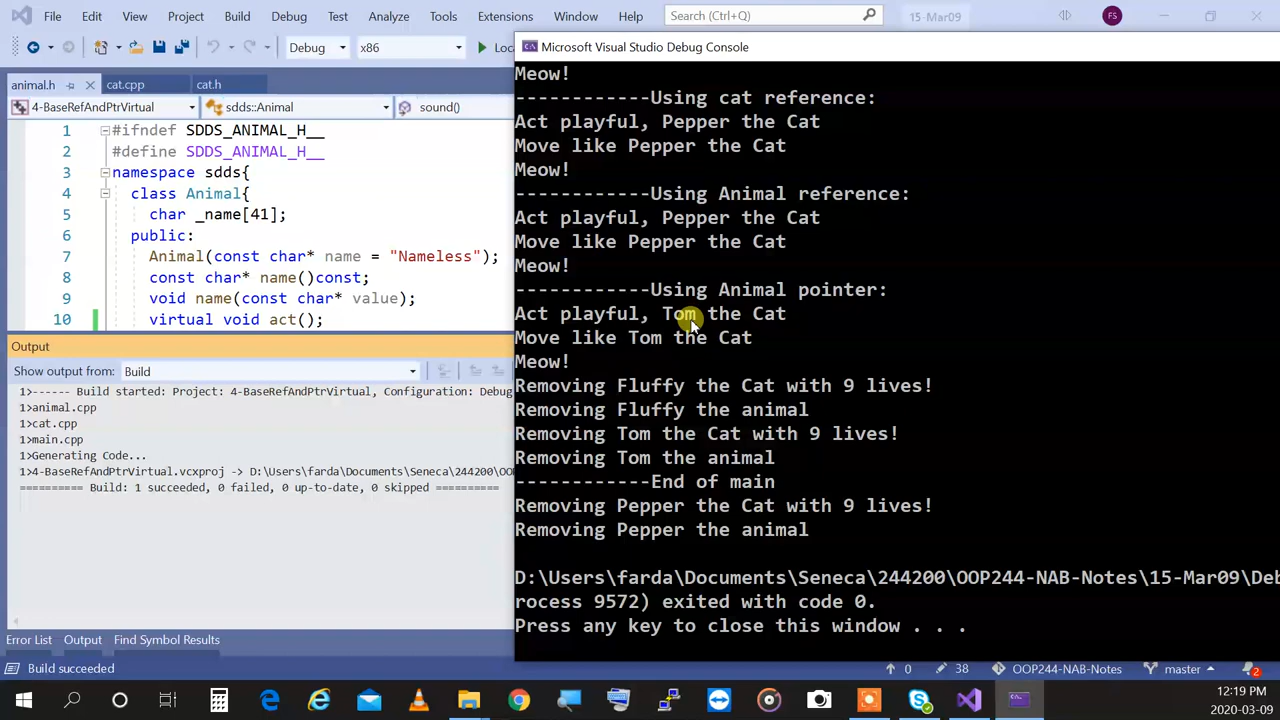 File Edit View Project Build Debug Test Analyze Tools Extensions Window Help Search (Ctrl+Q) 15-Mar09 FS
Debug x86 Loc
Microsoft Visual Studio Debug Console
animal.h cat.cpp cat.h
4-BaseRefAndPtrVirtual sdds::Animal sound()
1 #ifndef SDDS_ANIMAL_H__
2 #define SDDS_ANIMAL_H__
3 namespace sdds{
4 class Animal{
5 char _name[41];
6 public:
7 Animal(const char* name = "Nameless");
8 const char* name()const;
9 void name(const char* value);
10 virtual void act();
Output
Show output from: Build
1>------ Build started: Project: 4-BaseRefAndPtrVirtual, Configuration: Debug
1>animal.cpp
1>cat.cpp
1>main.cpp
1>Generating Code...
1>4-BaseRefAndPtrVirtual.vcxproj -> D:\Users\farda\Documents\Seneca\244200\OOP
========== Build: 1 succeeded, 0 failed, 0 up-to-date, 0 skipped ==========
Error List Output Find Symbol Results
Meow!
------------Using cat reference:
Act playful, Pepper the Cat
Move like Pepper the Cat
Meow!
------------Using Animal reference:
Act playful, Pepper the Cat
Move like Pepper the Cat
Meow!
------------Using Animal pointer:
Act playful, Tom the Cat
Move like Tom the Cat
Meow!
Removing Fluffy the Cat with 9 lives!
Removing Fluffy the animal
Removing Tom the Cat with 9 lives!
Removing Tom the animal
------------End of main
Removing Pepper the Cat with 9 lives!
Removing Pepper the animal
D:\Users\farda\Documents\Seneca\244200\OOP244-NAB-Notes\15-Mar09\Deb
rocess 9572) exited with code 0.
Press any key to close this window . . .
Build succeeded 0 38 OOP244-NAB-Notes master 2
12:19 PM
2020-03-09